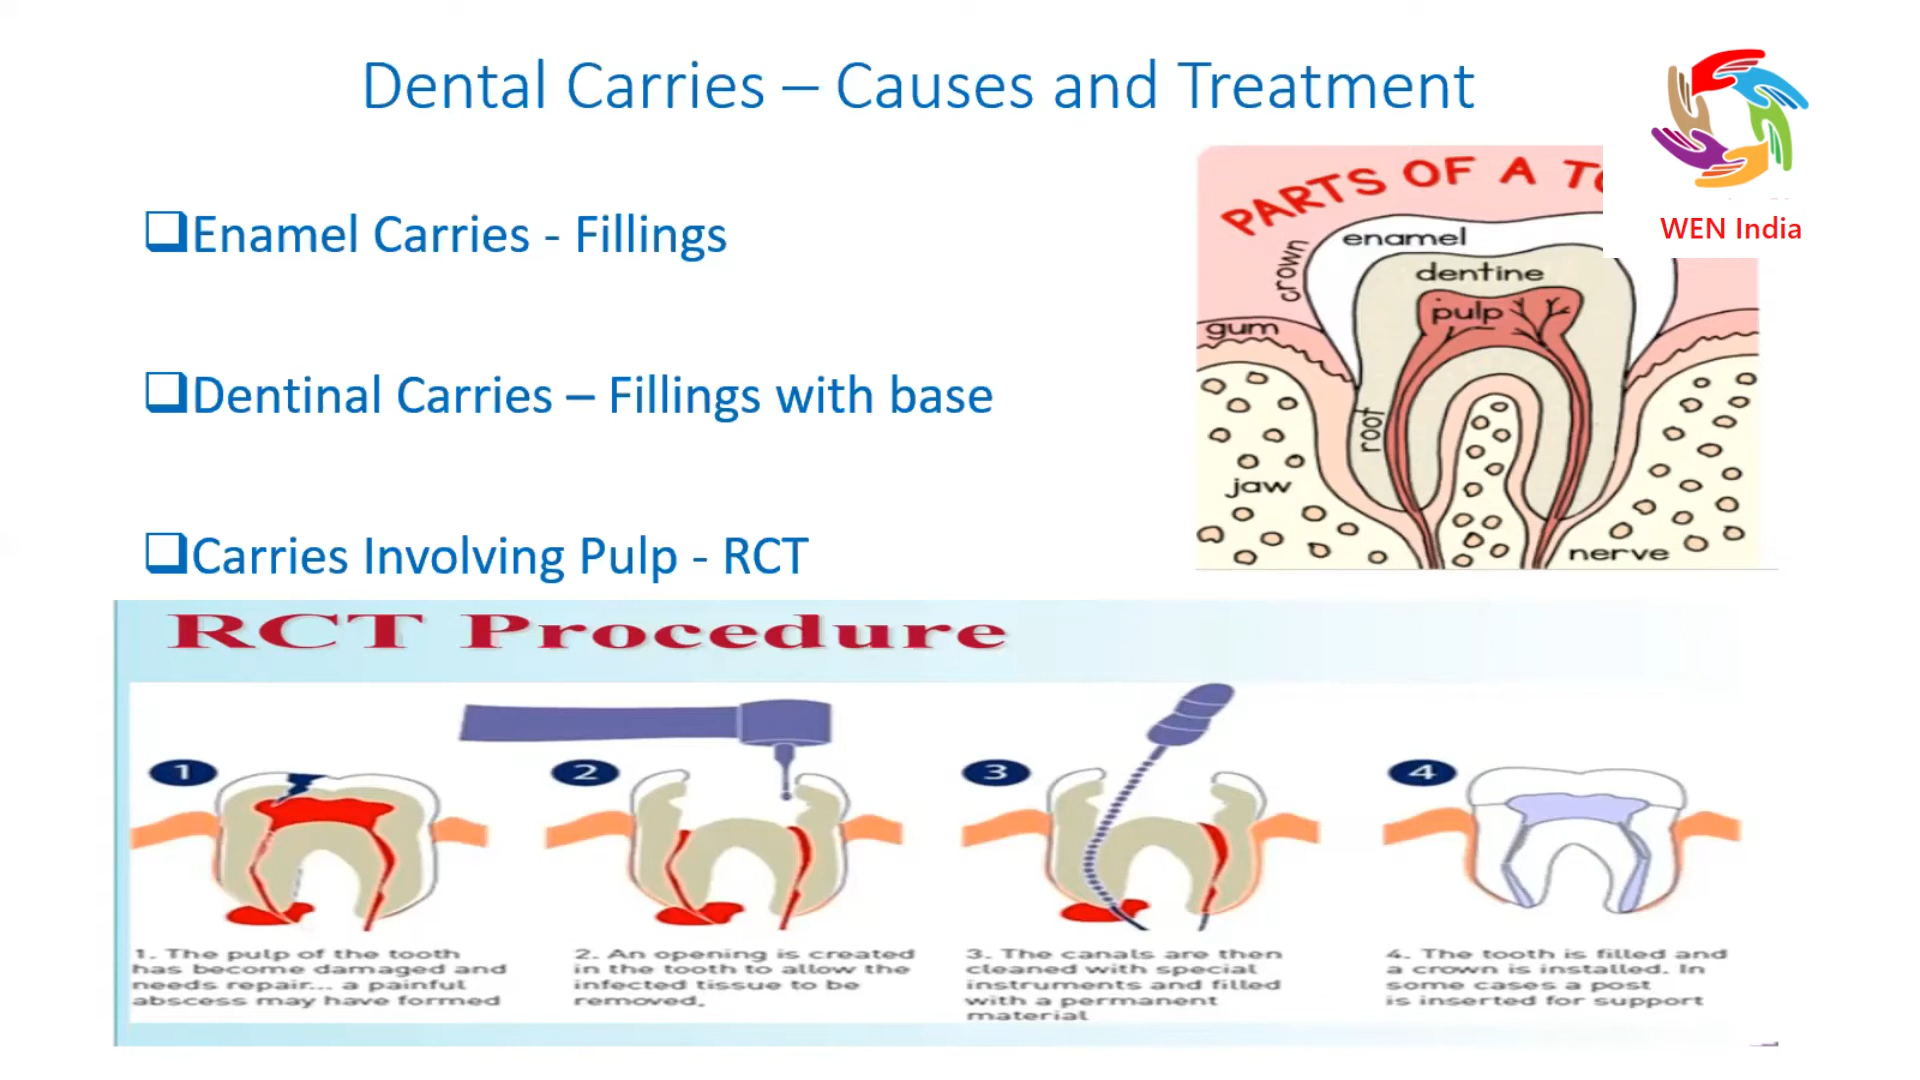 Dental Carries – Causes and Treatment
WEN India
❑Enamel Carries - Fillings
❑Dentinal Carries – Fillings with base
❑Carries Involving Pulp - RCT
PARTS OF A
enamel
crown
dentine
pulp
gum
root
jaw
nerve
RCT Procedure
1
2
3
4
1. The pulp of the tooth
has become damaged and
needs repair... a painful
abscess may have formed
2. An opening is created
in the tooth to allow the
infected tissue to be
removed.
3. The canals are then
cleaned with special
instruments and filled
with a permanent
material
4. The tooth is filled and
a crown is installed. In
some cases a post
is inserted for support